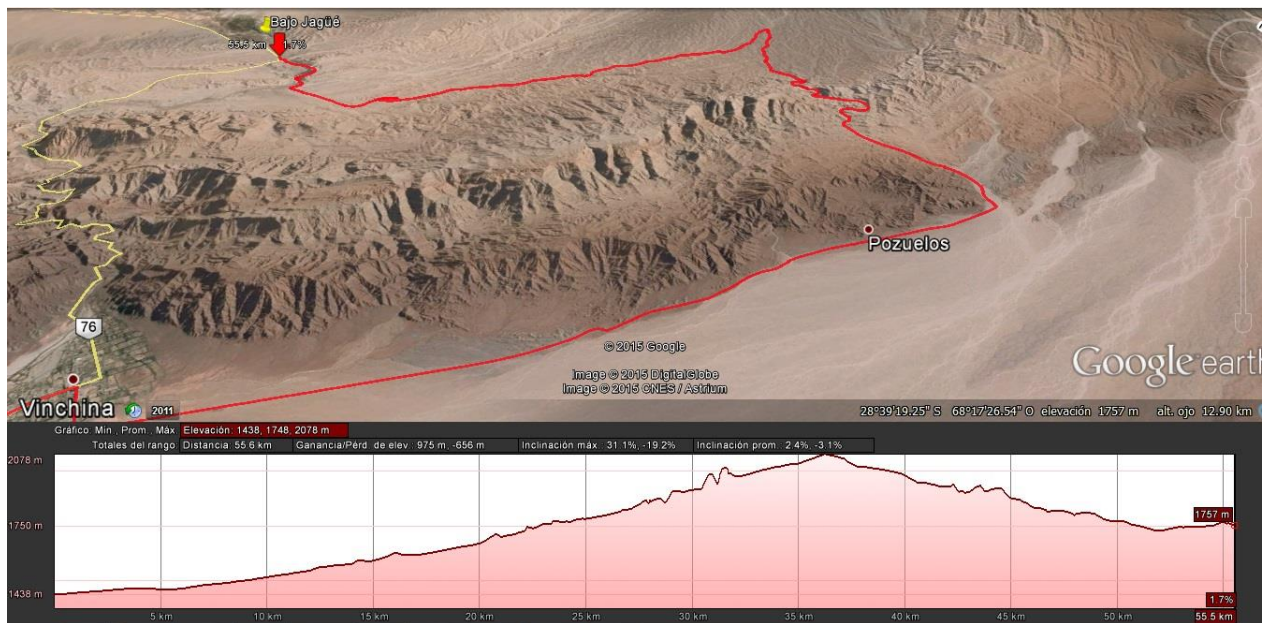 Bajo Jagüé
55.5 km 1.7%
Pozuelos
76
© 2015 Google
Image © 2015 DigitalGlobe
Image © 2015 CNES / Astrium
Google earth
Vinchina 2011
28°39'19.25" S 68°17'26.54" O elevación 1757 m alt. ojo 12.90 km
Gráfico: Mín., Prom., Máx. Elevación: 1438, 1748, 2078 m
Totales del rango: Distancia: 55.6 km Ganancia/Pérd. de elev.: 975 m, -656 m Inclinación máx.: 31.1%, -19.2% Inclinación prom.: 2.4%, -3.1%
2078 m
1750 m
1438 m
1757 m
1.7%
5 km 10 km 15 km 20 km 25 km 30 km 35 km 40 km 45 km 50 km 55.5 km